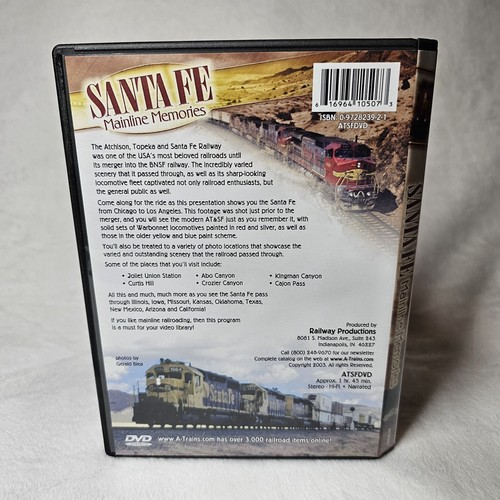 SANTA FE
Mainline Memories
6 16964 10507 3
ISBN: 0-9728239-2-1
ATSFDVD
The Atchison, Topeka and Santa Fe Railway
was one of the USA's most beloved railroads until
its merger into the BNSF railway. The incredibly varied
scenery that it passed through, as well as its sharp-looking
locomotive fleet captivated not only railroad enthusiasts, but
the general public as well.
Come along for the ride as this presentation shows you the Santa Fe
from Chicago to Los Angeles. This footage was shot just prior to the
merger, and you will see the modern AT&SF just as you remember it, with
solid sets of Warbonnet locomotives painted in red and silver, as well as
those in the older yellow and blue paint scheme.
You'll also be treated to a variety of photo locations that showcase the
varied and outstanding scenery that the railroad passed through.
Some of the places that you'll visit include:
• Joliet Union Station • Abo Canyon • Kingman Canyon
• Curtis Hill • Crozier Canyon • Cajon Pass
All this and much, much more as you see the Santa Fe pass
through Illinois, Iowa, Missouri, Kansas, Oklahoma, Texas,
New Mexico, Arizona and California!
If you like mainline railroading, then this program
is a must for your video library!
Produced by
Railway Productions
8081 S. Madison Ave., Suite 243
Indianapolis, IN 46227
Call (800) 248-9670 for our newsletter
Complete catalog on the web at www.A-Trains.com.
Copyright 2003. All rights reserved.
ATSFDVD
Approx. 1 hr. 45 min.
Stereo · Hi-Fi • Narrated
photos by
Santa Fe
DVD
www.A-Trains.com has over 3,000 railroad items online!
SANTA FE